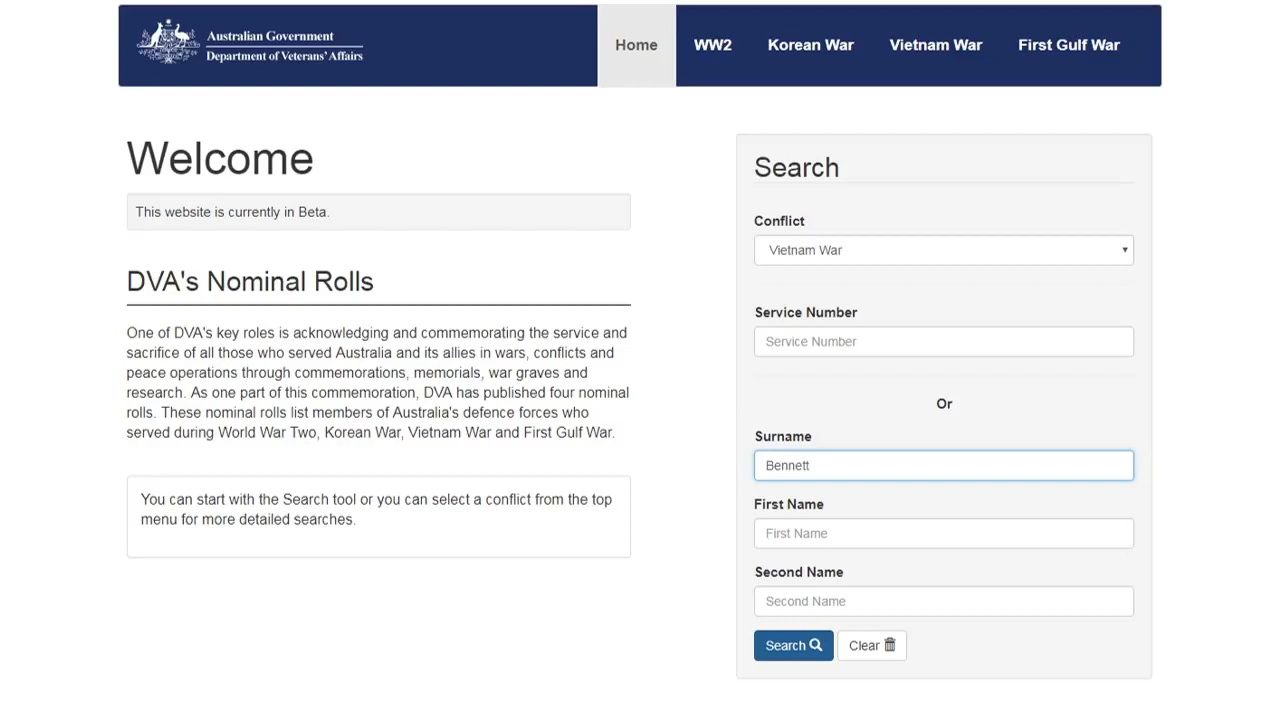 Australian Government
Department of Veterans' Affairs
Home
WW2
Korean War
Vietnam War
First Gulf War
Welcome
This website is currently in Beta.
DVA's Nominal Rolls
One of DVA's key roles is acknowledging and commemorating the service and
sacrifice of all those who served Australia and its allies in wars, conflicts and
peace operations through commemorations, memorials, war graves and
research. As one part of this commemoration, DVA has published four nominal
rolls. These nominal rolls list members of Australia's defence forces who
served during World War Two, Korean War, Vietnam War and First Gulf War.
You can start with the Search tool or you can select a conflict from the top
menu for more detailed searches.
Search
Conflict
Vietnam War
Service Number
Service Number
Or
Surname
Bennett
First Name
First Name
Second Name
Second Name
Search
Clear